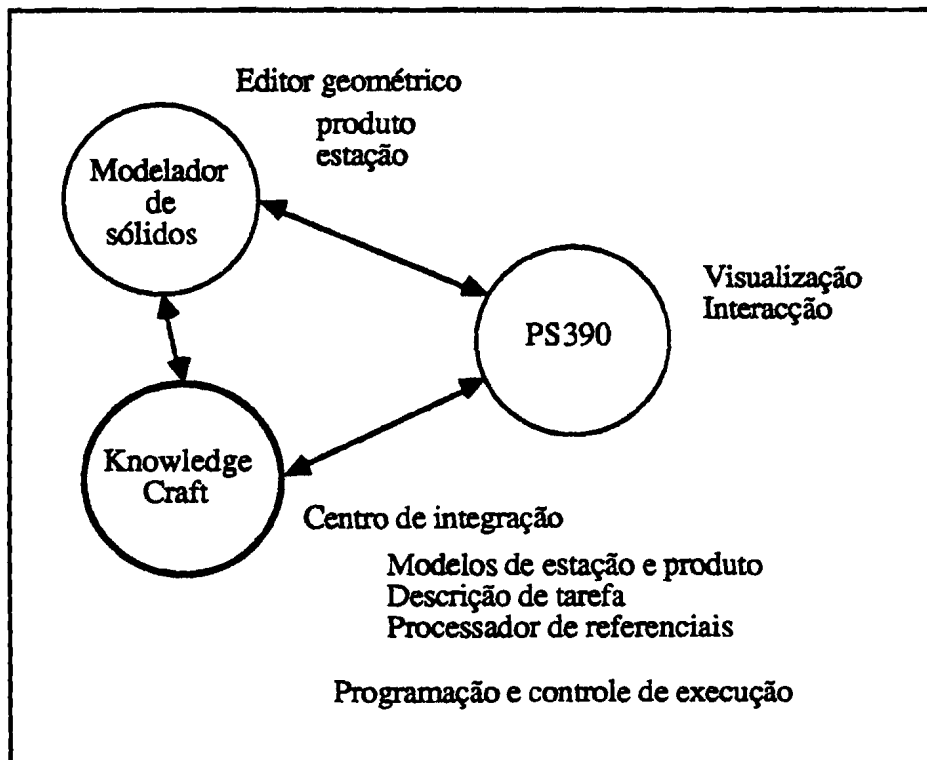 Editor geométrico
produto
estação
Modelador
de
sólidos
PS390
Visualização
Interacção
Knowledge
Craft
Centro de integração
Modelos de estação e produto
Descrição de tarefa
Processador de referenciais
Programação e controle de execução